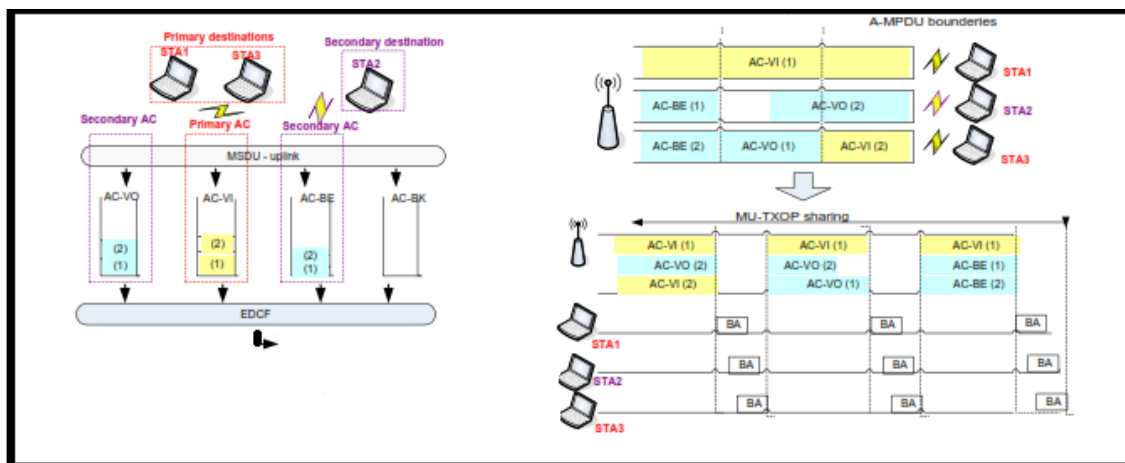 Primary destinations
STA1
STA3
Secondary destination
STA2
Secondary AC
Primary AC
Secondary AC
MSDU - uplink
AC-VO
AC-VI
AC-BE
AC-BK
(2)
(1)
(2)
(1)
(2)
(1)
EDCF
A-MPDU bounderies
AC-VI (1)
STA1
AC-BE (1)
AC-VO (2)
STA2
AC-BE (2)
AC-VO (1)
AC-VI (2)
STA3
MU-TXOP sharing
AC-VI (1)
AC-VI (1)
AC-VI (1)
AC-VO (2)
AC-VO (2)
AC-BE (1)
AC-VI (2)
AC-VO (1)
AC-BE (2)
BA
BA
BA
STA1
BA
BA
BA
STA2
BA
BA
BA
STA3